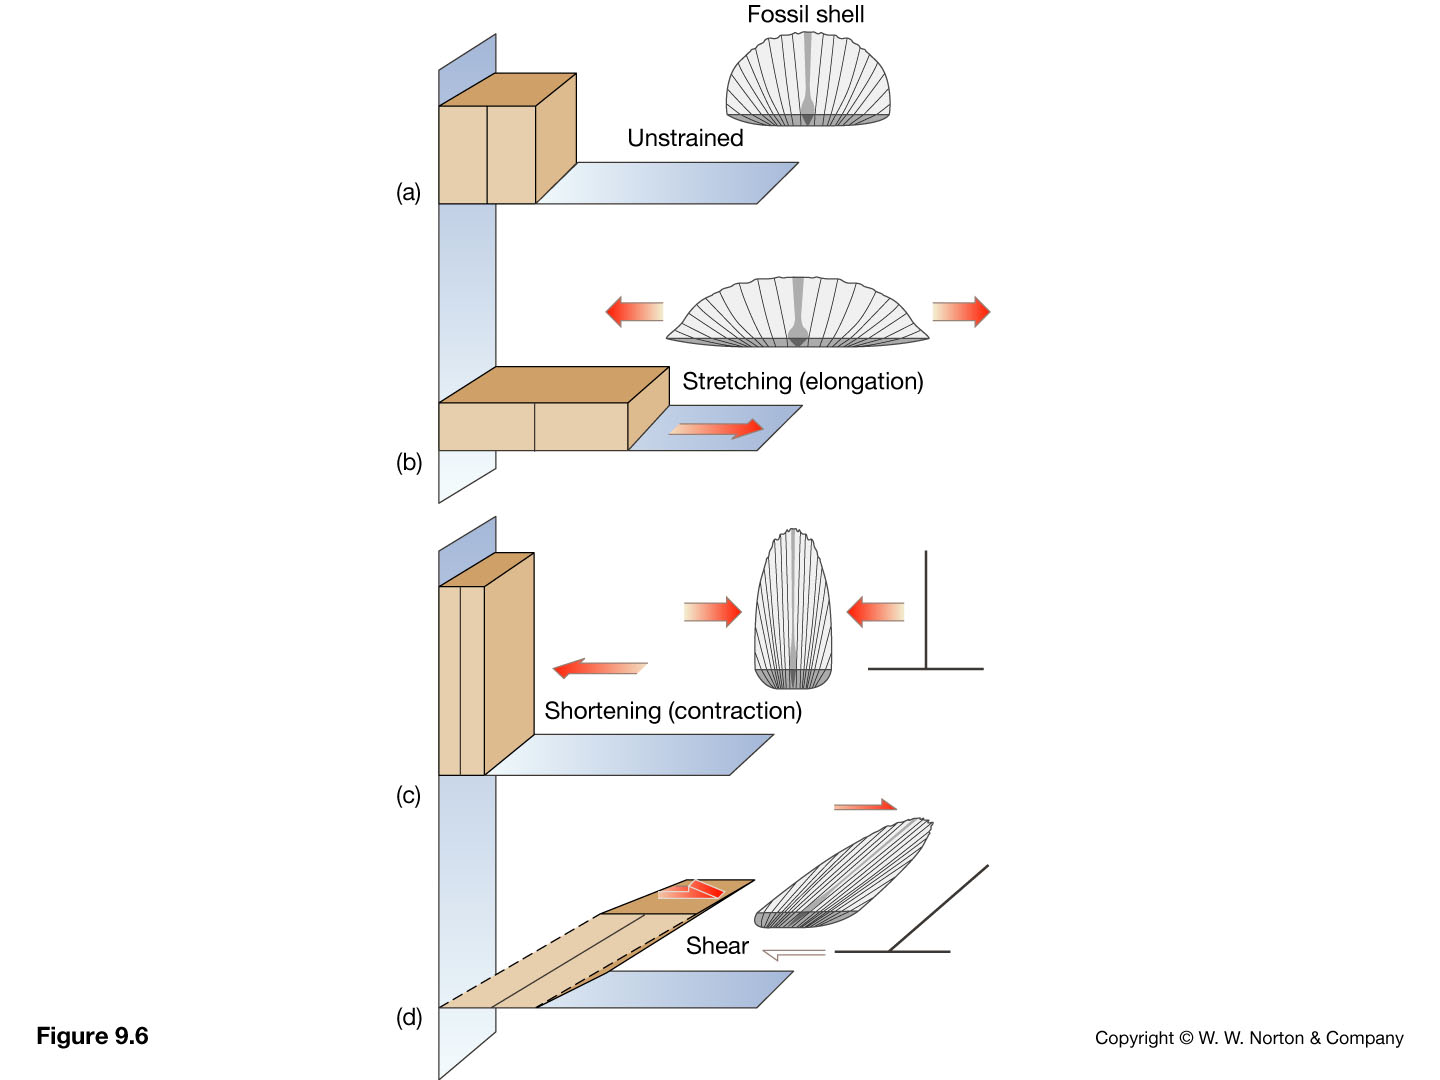 Fossil shell
Unstrained
(a)
Stretching (elongation)
(b)
Shortening (contraction)
(c)
Shear
(d)
Figure 9.6
Copyright © W. W. Norton & Company